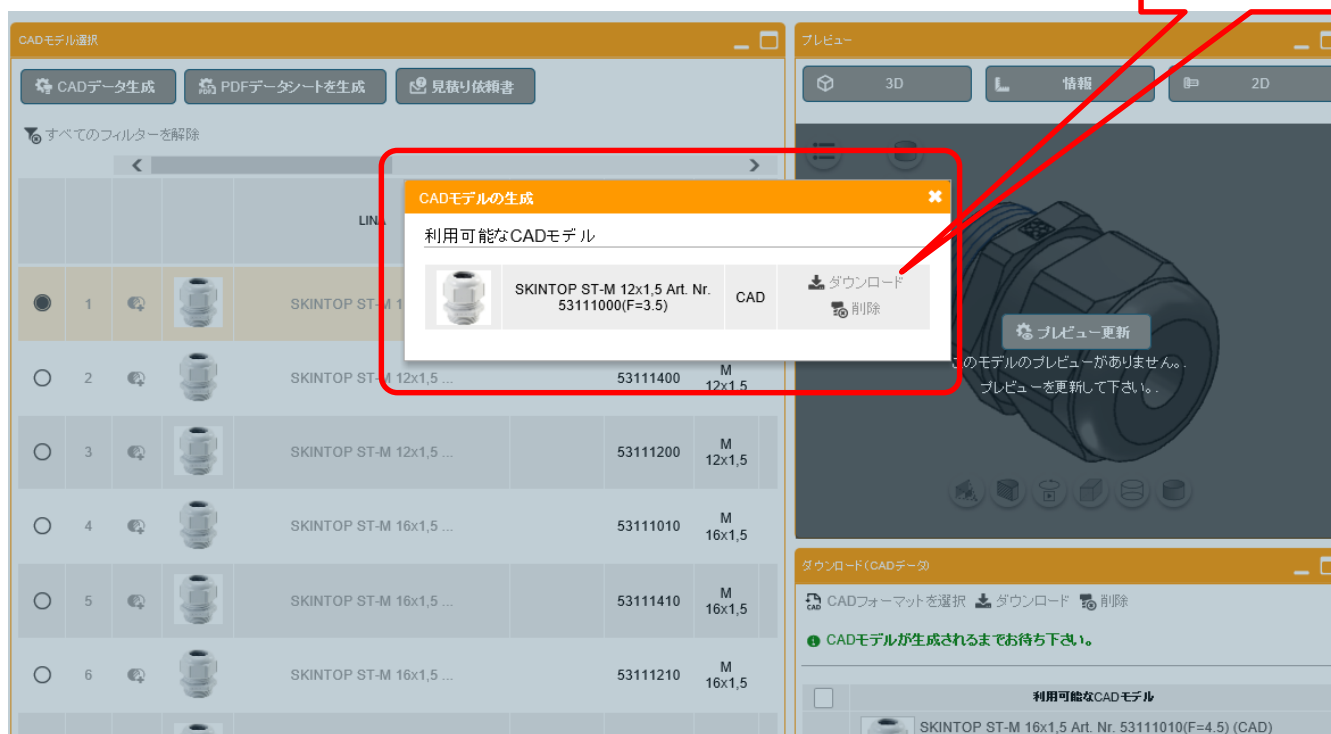 CADモデル選択
CADデータ生成
PDFデータシートを生成
見積り依頼書
すべてのフィルターを解除
LINA
1
SKINTOP ST-M 1
2
SKINTOP ST-M 12x1,5 ...
53111400
M
12x1,5
3
SKINTOP ST-M 12x1,5 ...
53111200
M
12x1,5
4
SKINTOP ST-M 16x1,5 ...
53111010
M
16x1,5
5
SKINTOP ST-M 16x1,5 ...
53111410
M
16x1,5
6
SKINTOP ST-M 16x1,5 ...
53111210
M
16x1,5
CADモデルの生成
利用可能なCADモデル
SKINTOP ST-M 12x1,5 Art. Nr.
53111000(F=3.5)
CAD
ダウンロード
削除
プレビュー
3D
情報
2D
プレビュー更新
このモデルのプレビューがありません。.
プレビューを更新して下さい。.
ダウンロード(CADデータ)
CADフォーマットを選択
ダウンロード
削除
CADモデルが生成されるまでお待ち下さい。
利用可能なCADモデル
SKINTOP ST-M 16x1,5 Art. Nr. 53111010(F=4.5) (CAD)